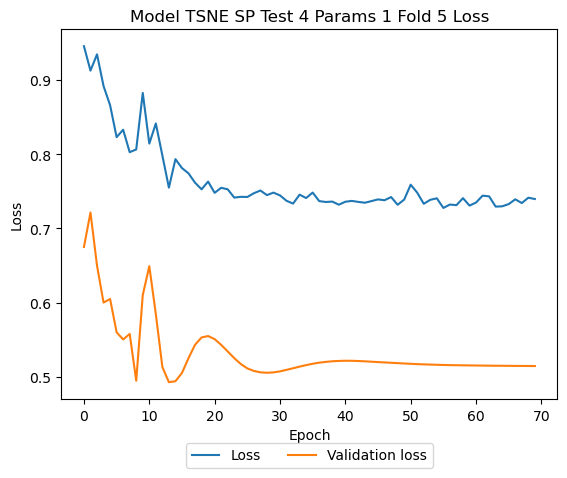 Model TSNE SP Test 4 Params 1 Fold 5 Loss
Loss
0.9
0.8
0.7
0.6
0.5
0 10 20 30 40 50 60 70
Epoch
Loss Validation loss